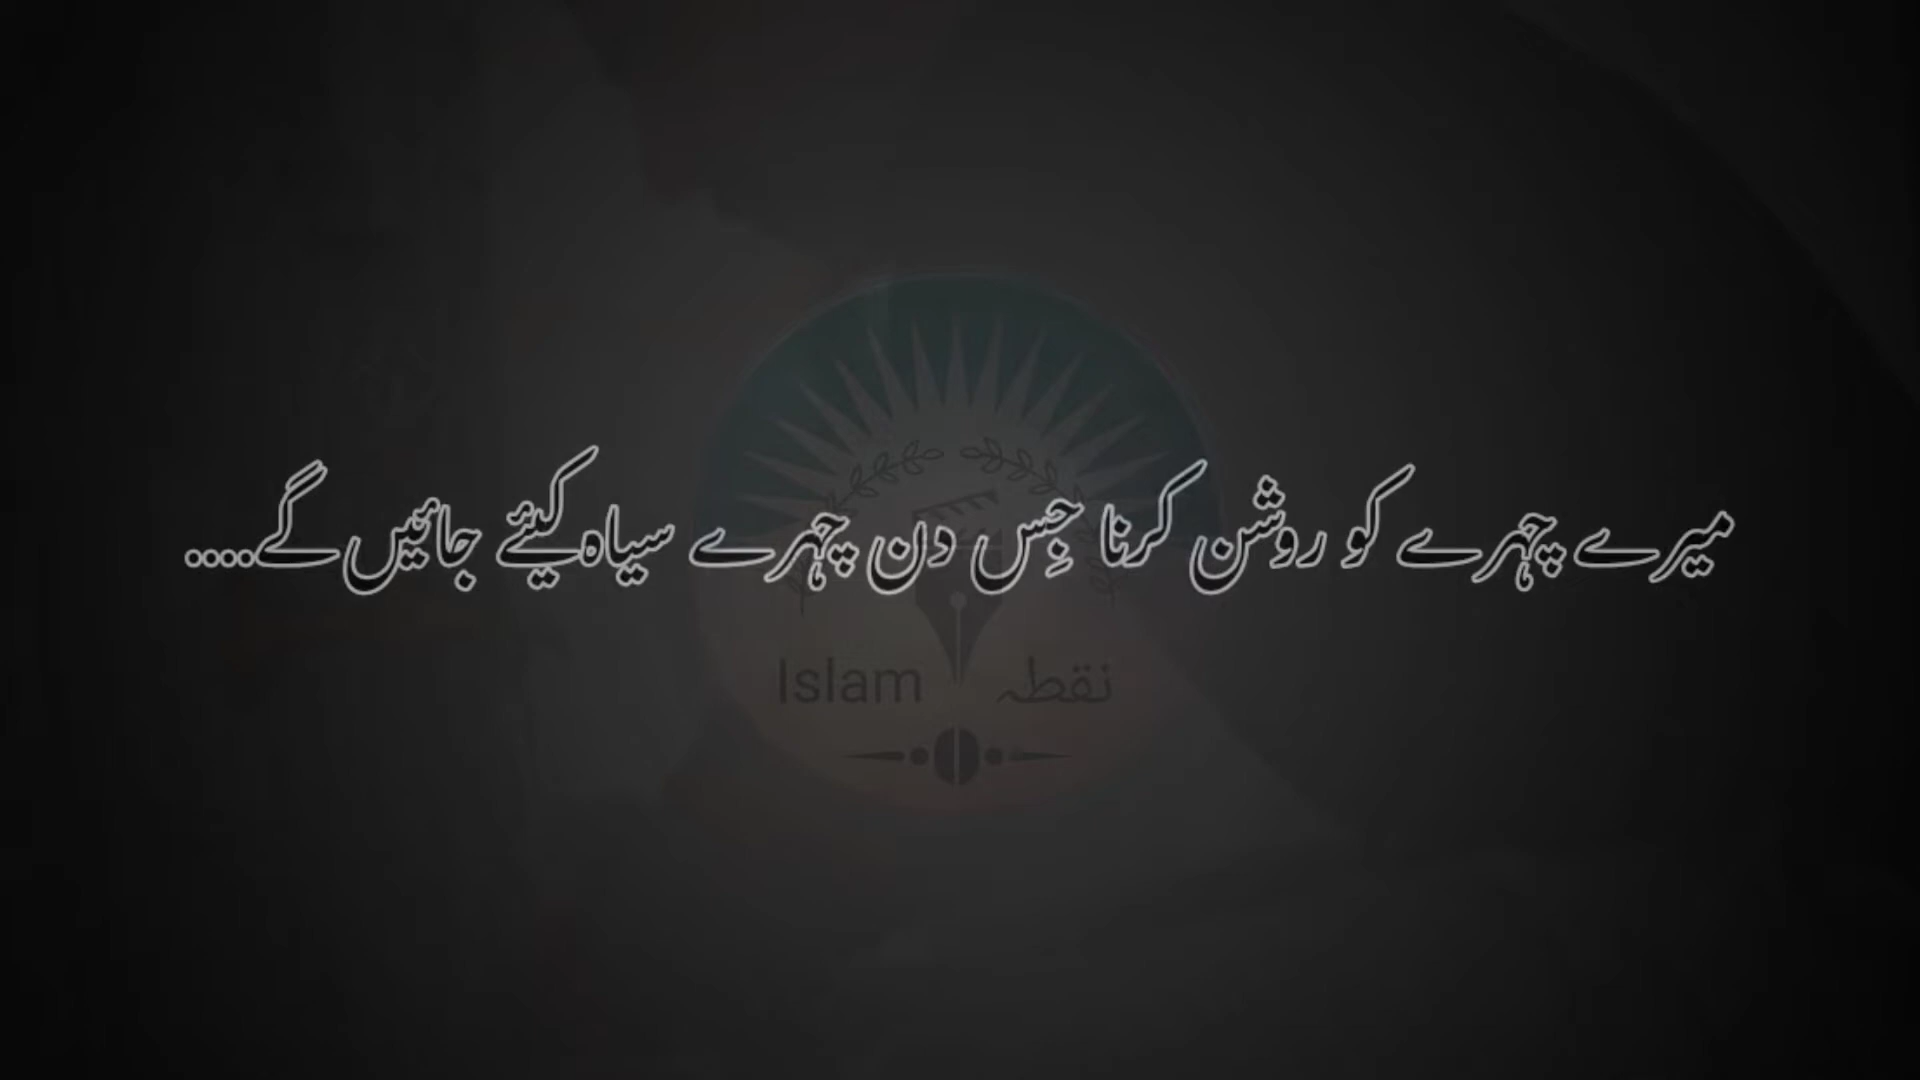 میرے چہرے کو روشن کرنا جِس دن چہرے سیاہ کیئے جائیں گے....
Islam نقطہ